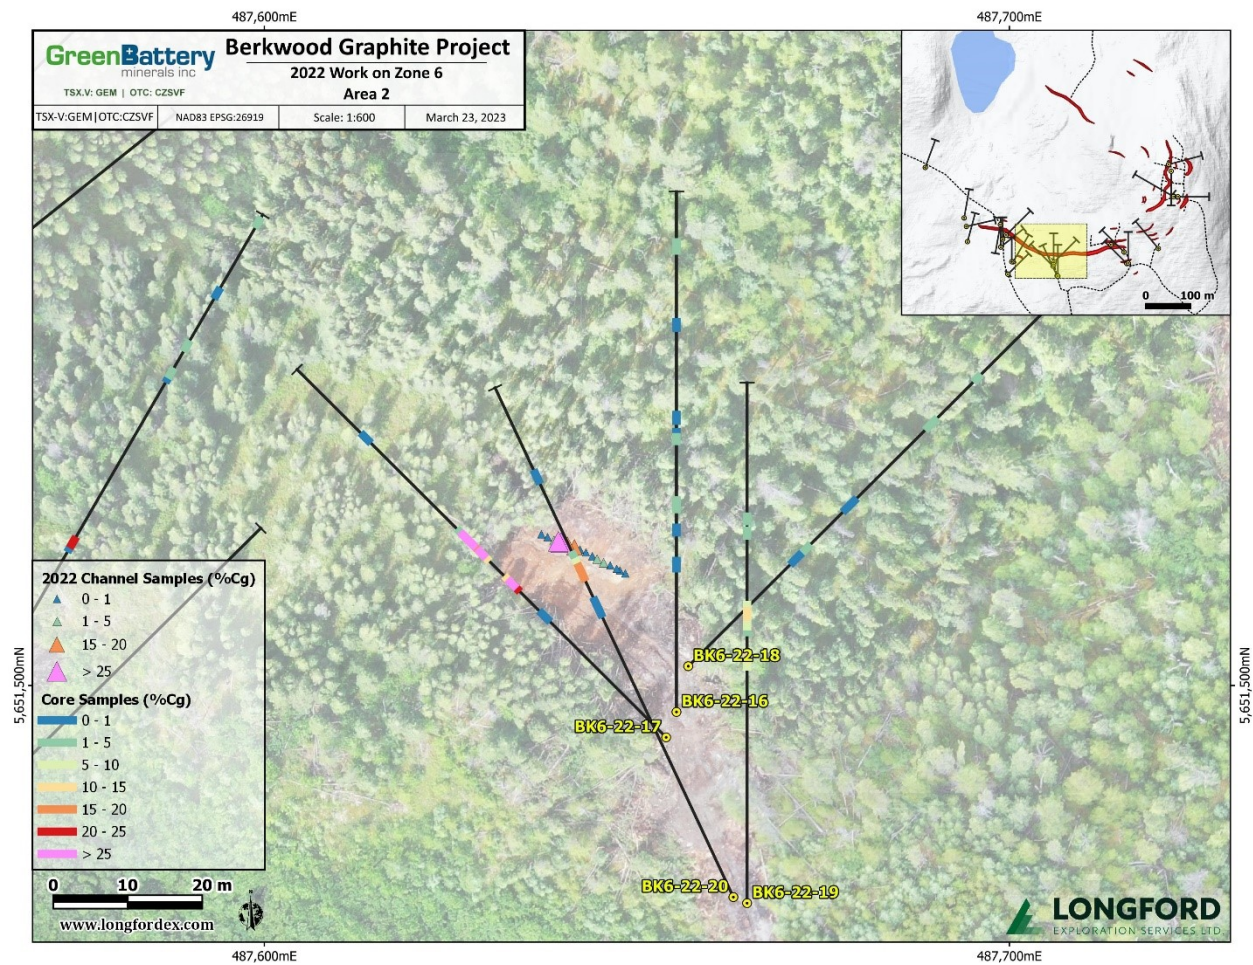 487,600mE
487,700mE
GreenBattery
minerals inc
TSX.V: GEM | OTC: CZSVF
Berkwood Graphite Project
2022 Work on Zone 6
Area 2
TSX-V:GEM|OTC:CZSVF
NAD83 EPSG:26919
Scale: 1:600
March 23, 2023
0 100 m
BK6-22-18
BK6-22-16
BK6-22-17
BK6-22-20
BK6-22-19
5,651,500mN
5,651,500mN
2022 Channel Samples (%Cg)
0 - 1
1 - 5
15 - 20
> 25
Core Samples (%Cg)
0 - 1
1 - 5
5 - 10
10 - 15
15 - 20
20 - 25
> 25
0 10 20 m
www.longfordex.com
LONGFORD
EXPLORATION SERVICES LTD.
487,600mE
487,700mE